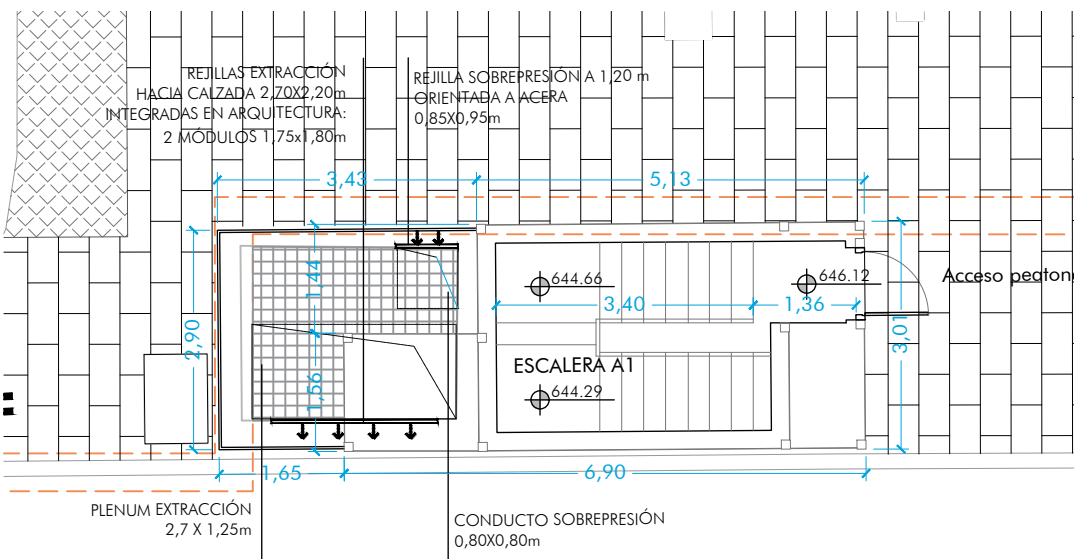 REJILLAS EXTRACCIÓN
HACIA CALZADA 2,70X2,20m
INTEGRADAS EN ARQUITECTURA:
2 MÓDULOS 1,75x1,80m
REJILLA SOBREPRESIÓN A 1,20 m
ORIENTADA A ACERA
0,85X0,95m
3,43
5,13
1,44
644.66
646.12
Acceso peaton
3,40
1,36
2,90
3,01
ESCALERA A1
1,56
644.29
1,65
6,90
PLENUM EXTRACCIÓN
2,7 X 1,25m
CONDUCTO SOBREPRESIÓN
0,80X0,80m